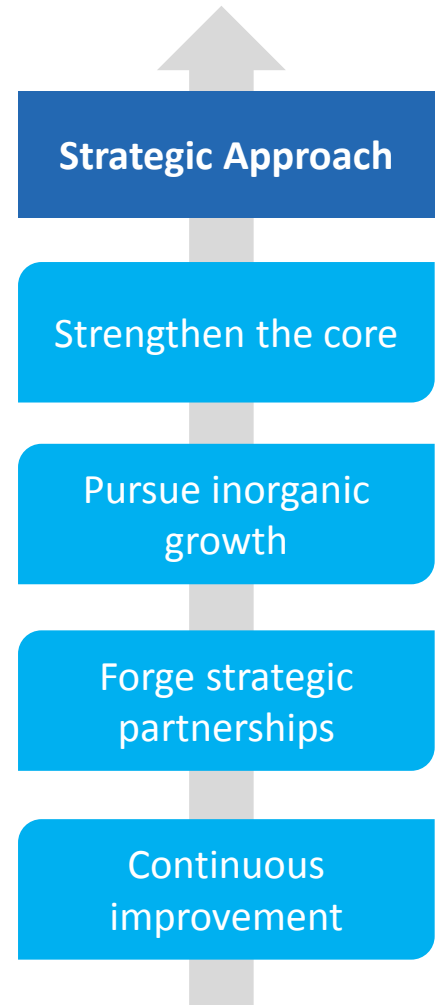 Strategic Approach
Strengthen the core
Pursue inorganic
growth
Forge strategic
partnerships
Continuous
improvement